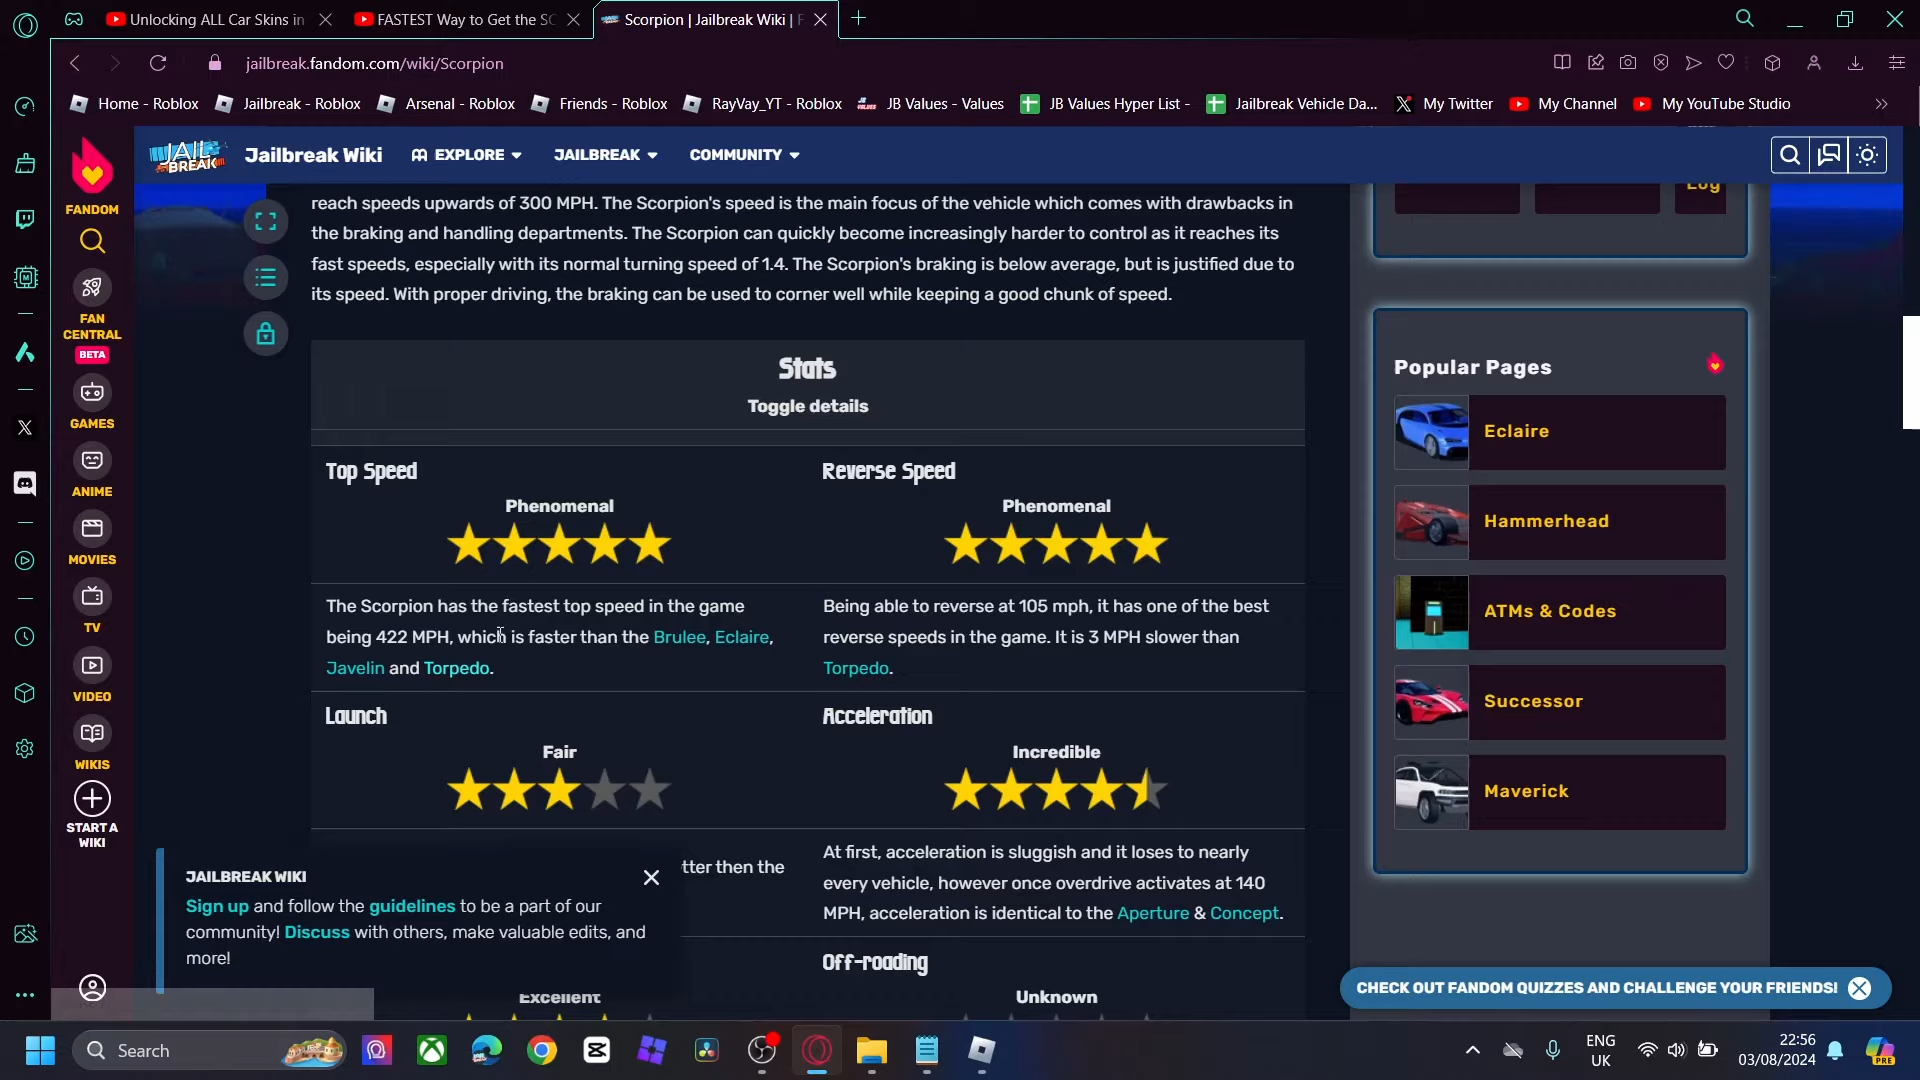 Unlocking ALL Car Skins in
FASTEST Way to Get the SC
Scorpion | Jailbreak Wiki | F
jailbreak.fandom.com/wiki/Scorpion
Home - Roblox
Jailbreak - Roblox
Arsenal - Roblox
Friends - Roblox
RayVay_YT - Roblox
JB Values - Values
JB Values Hyper List -
Jailbreak Vehicle Da...
My Twitter
My Channel
My YouTube Studio
JAIL BREAK
Jailbreak Wiki
EXPLORE
JAILBREAK
COMMUNITY
FANDOM
FAN CENTRAL
BETA
GAMES
ANIME
MOVIES
TV
VIDEO
WIKIS
START A WIKI
reach speeds upwards of 300 MPH. The Scorpion's speed is the main focus of the vehicle which comes with drawbacks in
the braking and handling departments. The Scorpion can quickly become increasingly harder to control as it reaches its
fast speeds, especially with its normal turning speed of 1.4. The Scorpion's braking is below average, but is justified due to
its speed. With proper driving, the braking can be used to corner well while keeping a good chunk of speed.
Stats
Toggle details
Top Speed
Phenomenal
The Scorpion has the fastest top speed in the game
being 422 MPH, which is faster than the Brulee, Eclaire,
Javelin and Torpedo.
Reverse Speed
Phenomenal
Being able to reverse at 105 mph, it has one of the best
reverse speeds in the game. It is 3 MPH slower than
Torpedo.
Launch
Fair
tter then the
Acceleration
Incredible
At first, acceleration is sluggish and it loses to nearly
every vehicle, however once overdrive activates at 140
MPH, acceleration is identical to the Aperture & Concept.
Excellent
Off-roading
Unknown
JAILBREAK WIKI
Sign up and follow the guidelines to be a part of our
community! Discuss with others, make valuable edits, and
more!
Log
Popular Pages
Eclaire
Hammerhead
ATMs & Codes
Successor
Maverick
CHECK OUT FANDOM QUIZZES AND CHALLENGE YOUR FRIENDS!
Search
ENG
UK
22:56
03/08/2024
PRE